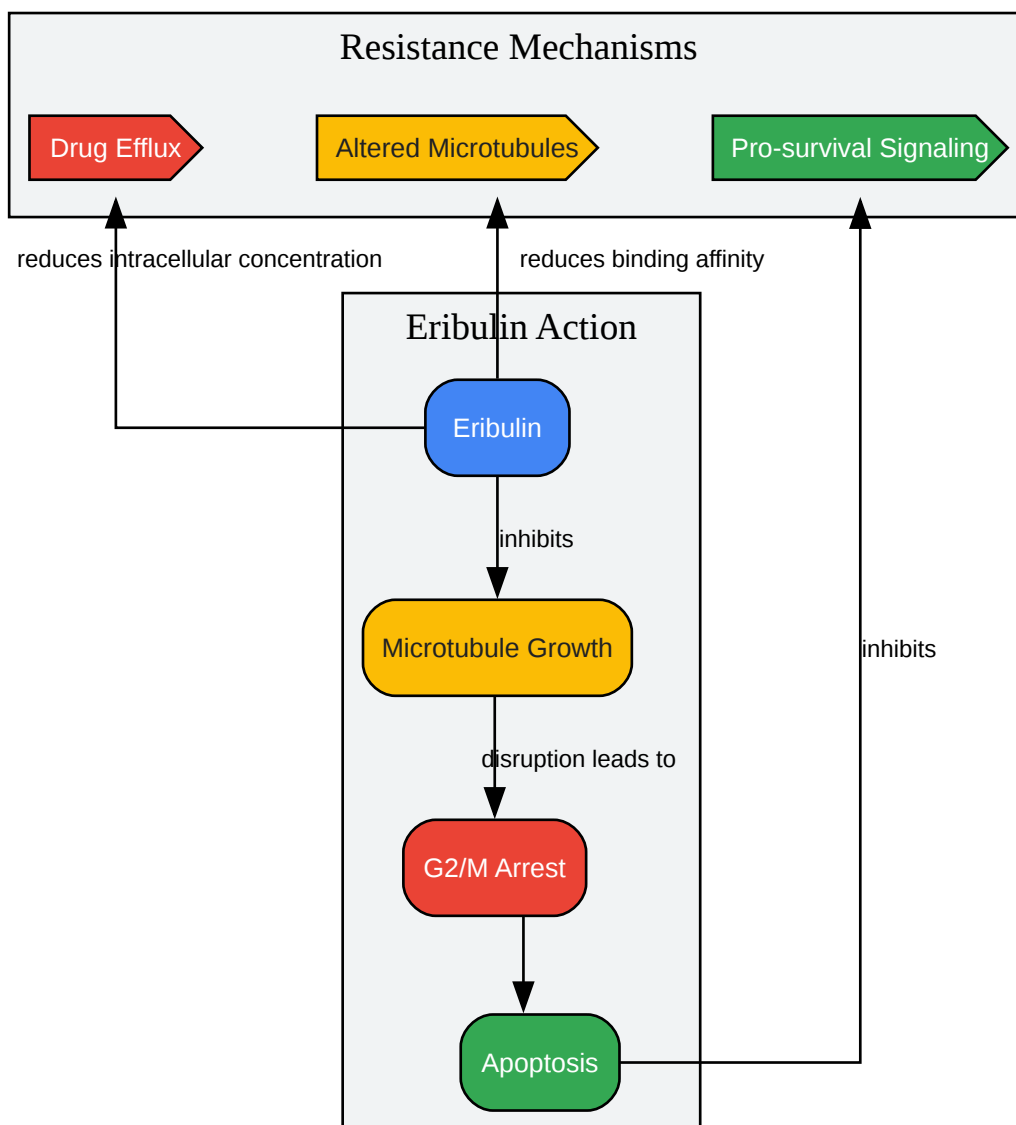 Resistance Mechanisms
Drug Efflux
Altered Microtubules
Pro-survival Signaling
reduces intracellular concentration
reduces binding affinity
Eribulin Action
Eribulin
inhibits
Microtubule Growth
inhibits
disruption leads to
G2/M Arrest
Apoptosis